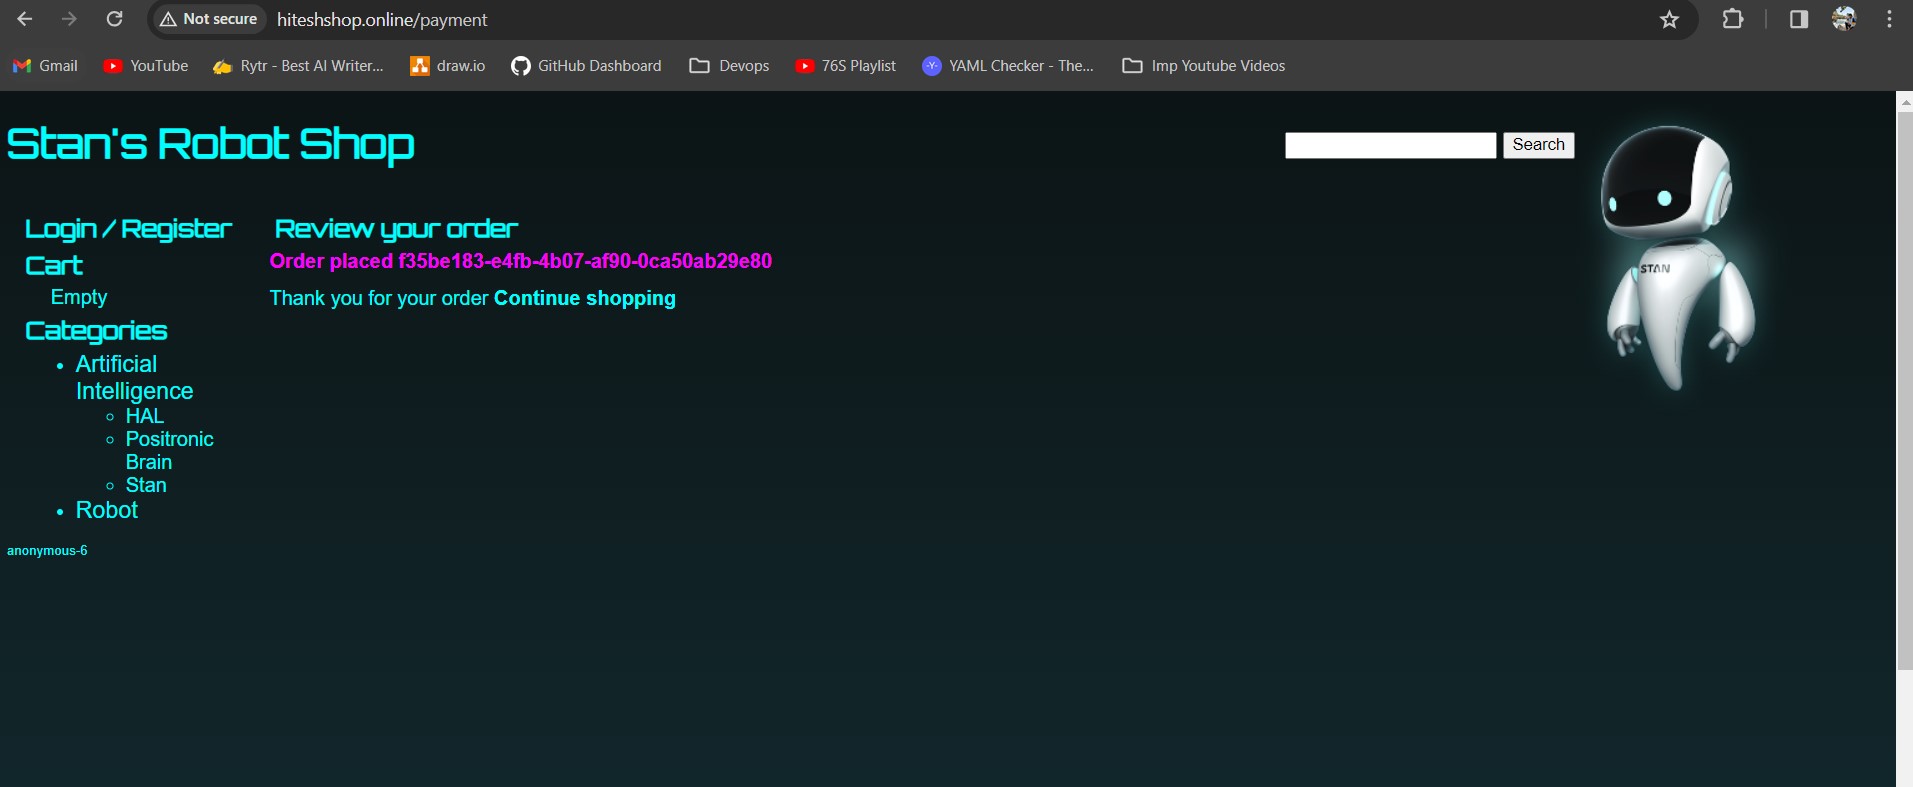 Not secure
hiteshshop.online/payment
Gmail
YouTube
Rytr - Best AI Writer...
draw.io
GitHub Dashboard
Devops
76S Playlist
YAML Checker - The...
Imp Youtube Videos
Stan's Robot Shop
Search
Login / Register
Cart
Empty
Categories
Artificial
Intelligence
HAL
Positronic
Brain
Stan
Robot
anonymous-6
Review your order
Order placed f35be183-e4fb-4b07-af90-0ca50ab29e80
Thank you for your order Continue shopping
STAN